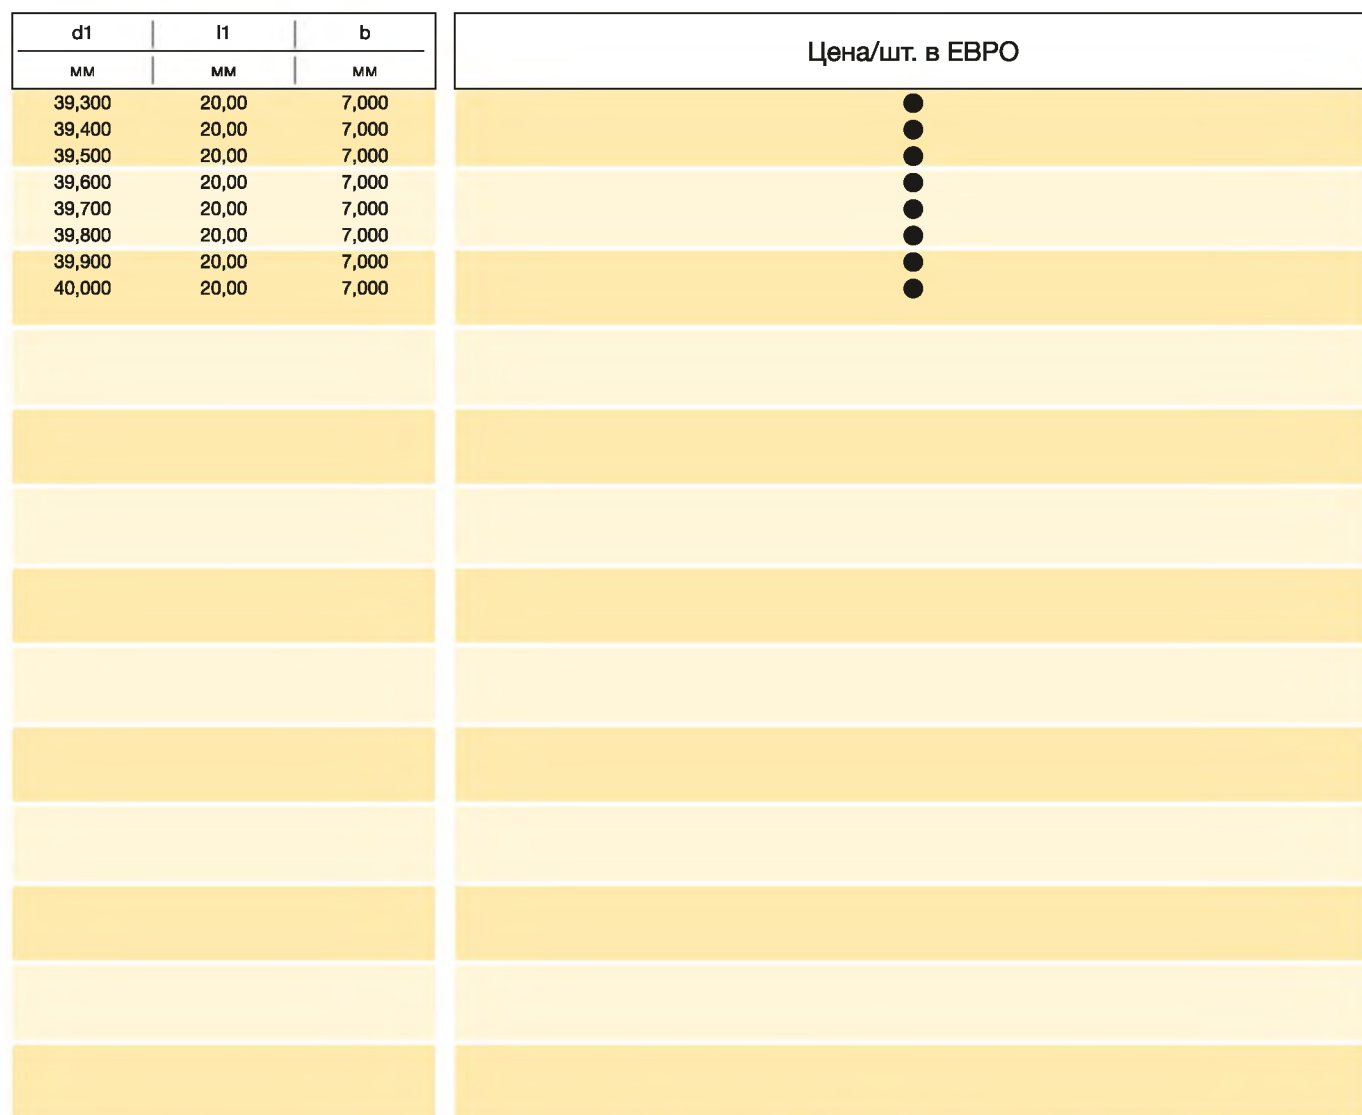 d1 l1 b
Цена/шт. в ЕВРО
мм мм мм
39,300 20,00 7,000 ●
39,400 20,00 7,000 ●
39,500 20,00 7,000 ●
39,600 20,00 7,000 ●
39,700 20,00 7,000 ●
39,800 20,00 7,000 ●
39,900 20,00 7,000 ●
40,000 20,00 7,000 ●